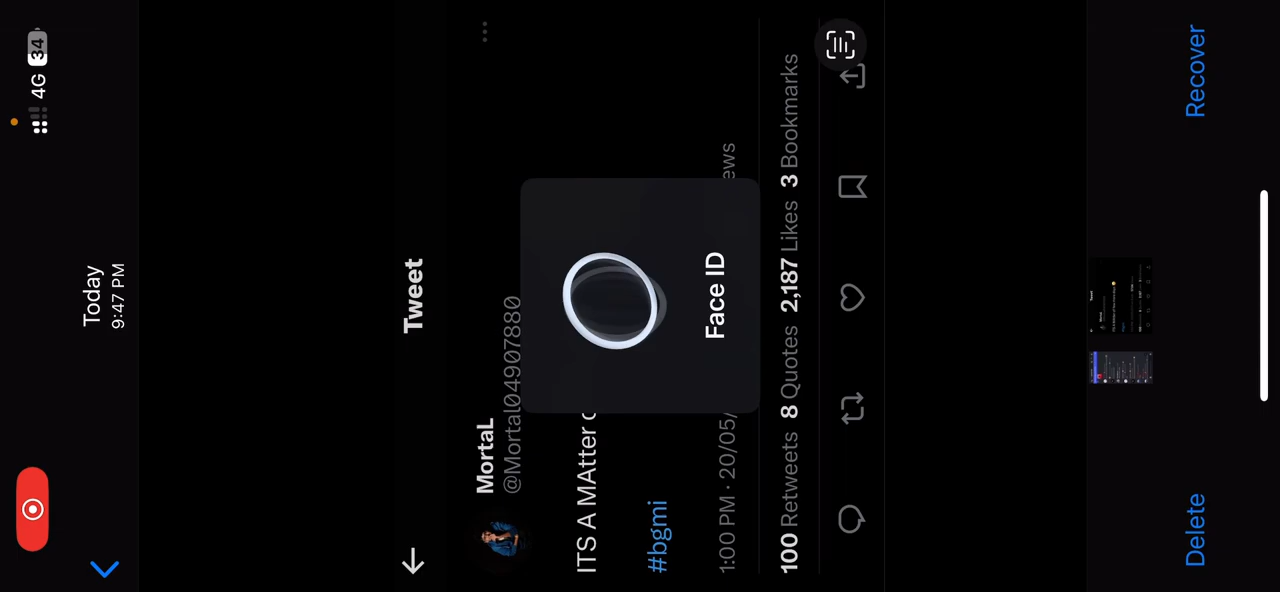 4G 34
Today
9:47 PM
Tweet
MortaL
@Mortal04907880
ITS A MAtter
#bgmi
Face ID
1:00 PM · 20/05/
100 Retweets 8 Quotes 2,187 Likes 3 Bookmarks
Delete Recover